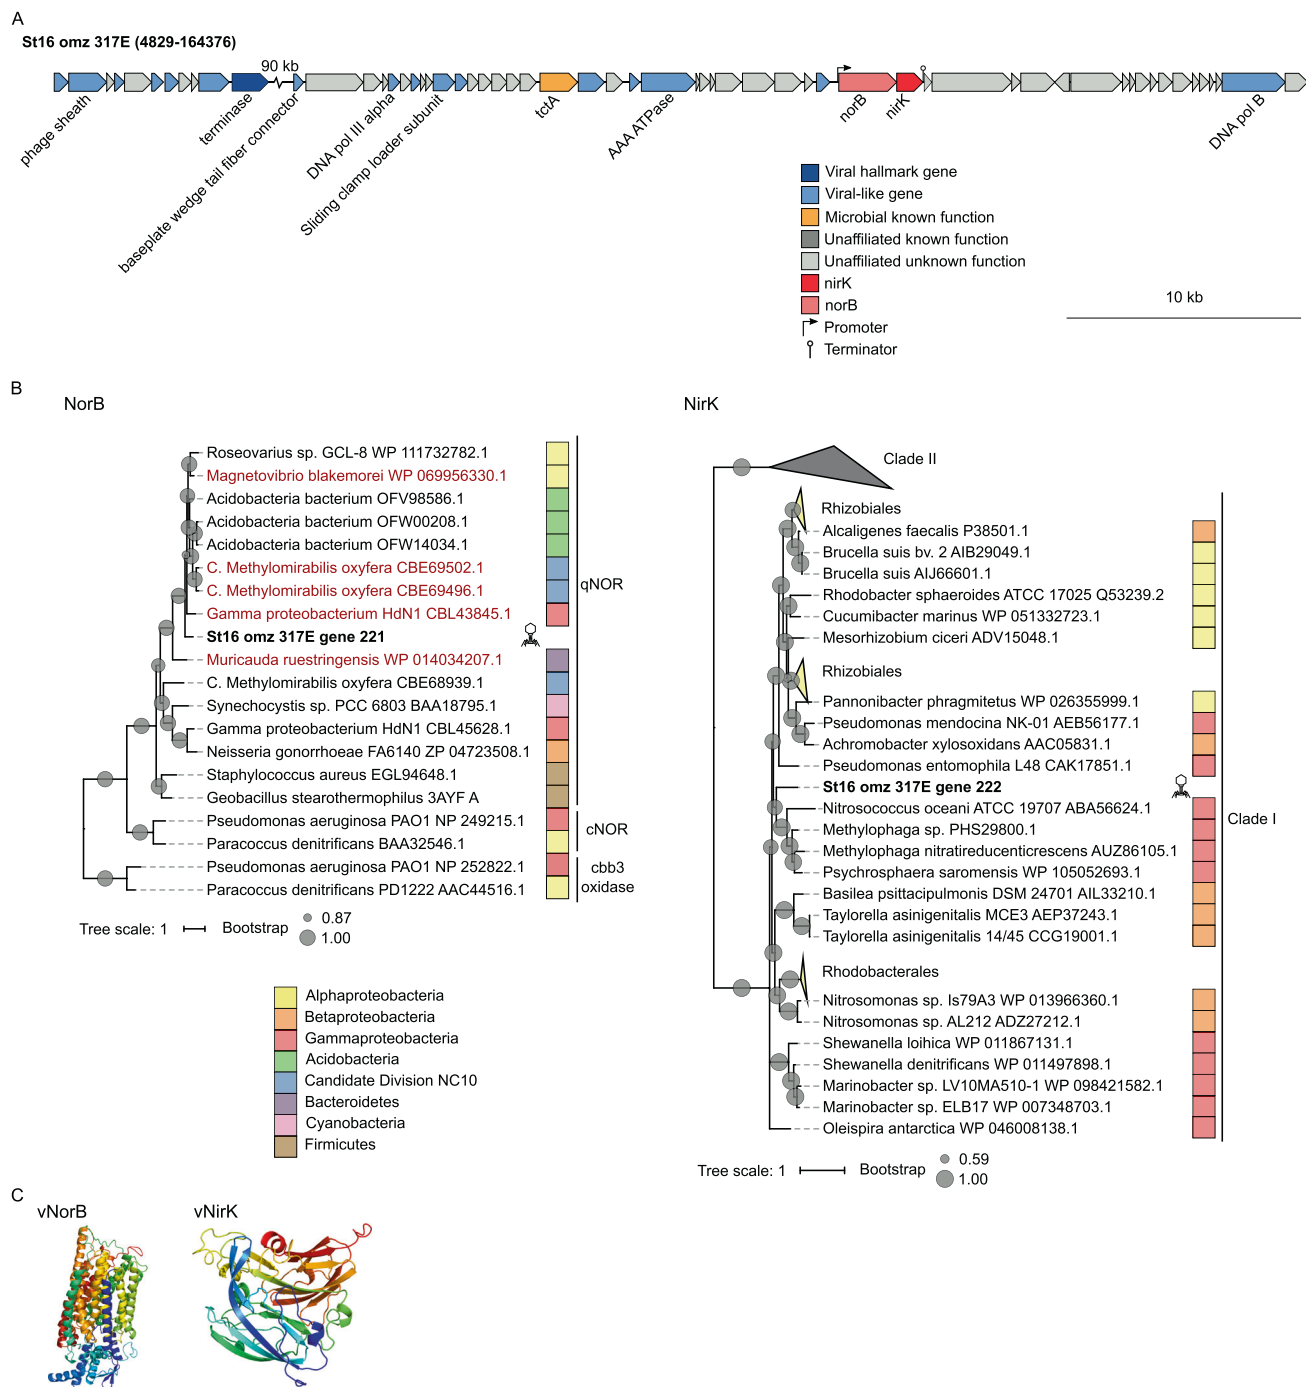 A
St16 omz 317E (4829-164376)
90 kb
phage sheath
terminase
baseplate wedge tail fiber connector
DNA pol III alpha
Sliding clamp loader subunit
tctA
AAA ATPase
norB
nirK
DNA pol B
Viral hallmark gene
Viral-like gene
Microbial known function
Unaffiliated known function
Unaffiliated unknown function
nirK
norB
Promoter
Terminator
10 kb
B
NorB
Roseovarius sp. GCL-8 WP 111732782.1
Magnetovibrio blakemorei WP 069956330.1
Acidobacteria bacterium OFV98586.1
Acidobacteria bacterium OFW00208.1
Acidobacteria bacterium OFW14034.1
C. Methylomirabilis oxyfera CBE69502.1
C. Methylomirabilis oxyfera CBE69496.1
Gamma proteobacterium HdN1 CBL43845.1
St16 omz 317E gene 221
Muricauda ruestringensis WP 014034207.1
C. Methylomirabilis oxyfera CBE68939.1
Synechocystis sp. PCC 6803 BAA18795.1
Gamma proteobacterium HdN1 CBL45628.1
Neisseria gonorrhoeae FA6140 ZP 04723508.1
Staphylococcus aureus EGL94648.1
Geobacillus stearothermophilus 3AYF A
Pseudomonas aeruginosa PAO1 NP 249215.1
Paracoccus denitrificans BAA32546.1
Pseudomonas aeruginosa PAO1 NP 252822.1
Paracoccus denitrificans PD1222 AAC44516.1
qNOR
cNOR
cbb3
oxidase
Tree scale: 1
Bootstrap
0.87
1.00
Alphaproteobacteria
Betaproteobacteria
Gammaproteobacteria
Acidobacteria
Candidate Division NC10
Bacteroidetes
Cyanobacteria
Firmicutes
NirK
Clade II
Rhizobiales
Alcaligenes faecalis P38501.1
Brucella suis bv. 2 AIB29049.1
Brucella suis AIJ66601.1
Rhodobacter sphaeroides ATCC 17025 Q53239.2
Cucumibacter marinus WP 051332723.1
Mesorhizobium ciceri ADV15048.1
Rhizobiales
Pannonibacter phragmitetus WP 026355999.1
Pseudomonas mendocina NK-01 AEB56177.1
Achromobacter xylosoxidans AAC05831.1
Pseudomonas entomophila L48 CAK17851.1
St16 omz 317E gene 222
Nitrosococcus oceani ATCC 19707 ABA56624.1
Methylophaga sp. PHS29800.1
Methylophaga nitratireducenticrescens AUZ86105.1
Psychrosphaera saromensis WP 105052693.1
Basilea psittacipulmonis DSM 24701 AIL33210.1
Taylorella asinigenitalis MCE3 AEP37243.1
Taylorella asinigenitalis 14/45 CCG19001.1
Rhodobacterales
Nitrosomonas sp. Is79A3 WP 013966360.1
Nitrosomonas sp. AL212 ADZ27212.1
Shewanella loihica WP 011867131.1
Shewanella denitrificans WP 011497898.1
Marinobacter sp. LV10MA510-1 WP 098421582.1
Marinobacter sp. ELB17 WP 007348703.1
Oleispira antarctica WP 046008138.1
Clade I
Tree scale: 1
Bootstrap
0.59
1.00
C
vNorB
vNirK